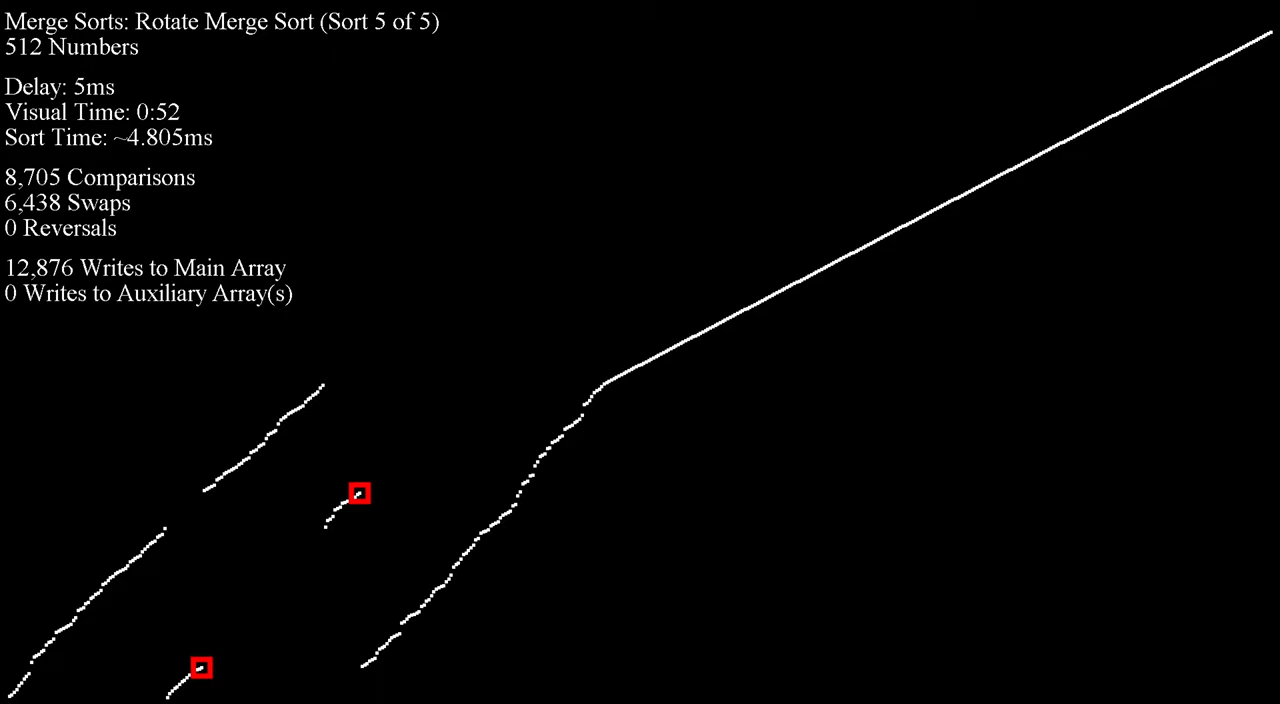 Merge Sorts: Rotate Merge Sort (Sort 5 of 5)
512 Numbers
Delay: 5ms
Visual Time: 0:52
Sort Time: ~4.805ms
8,705 Comparisons
6,438 Swaps
0 Reversals
12,876 Writes to Main Array
0 Writes to Auxiliary Array(s)